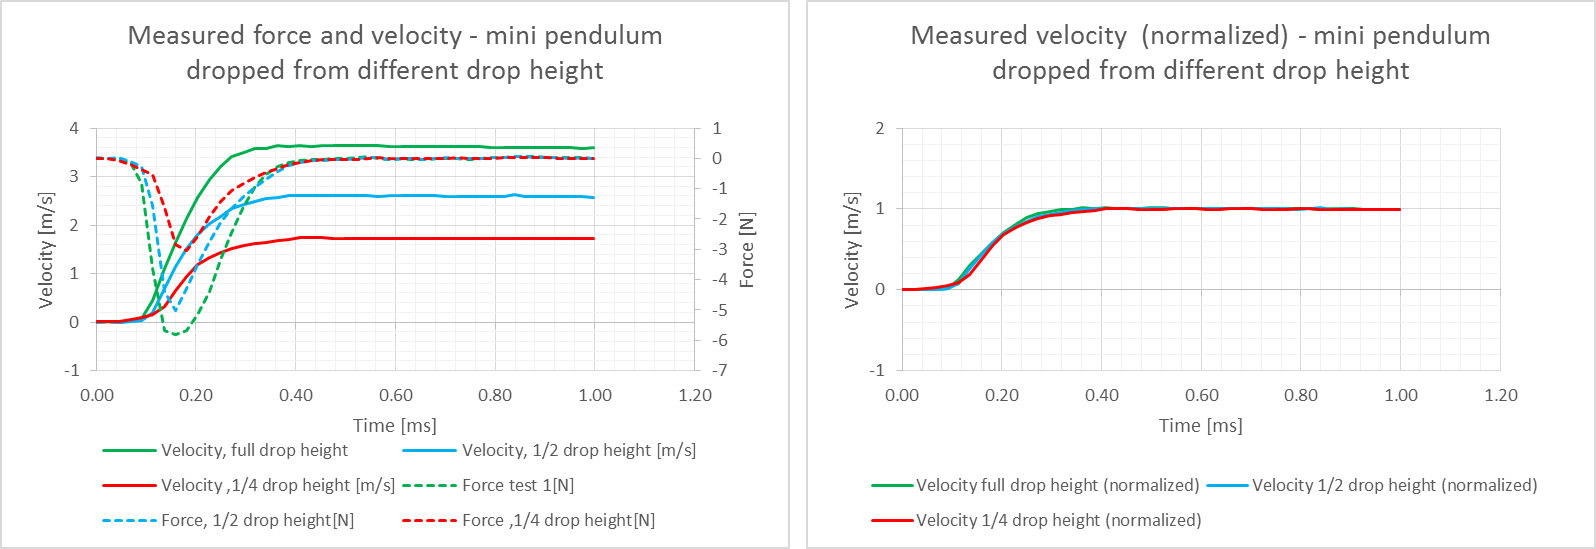 Measured force and velocity - mini pendulum
dropped from different drop height
4
3
2
1
0
-1
Velocity [m/s]
1
0
-1
-2
-3
-4
-5
-6
-7
Force [N]
0.00 0.20 0.40 0.60 0.80 1.00 1.20
Time [ms]
Velocity, full drop height Velocity, 1/2 drop height [m/s]
Velocity ,1/4 drop height [m/s] Force test 1[N]
Force, 1/2 drop height[N] Force ,1/4 drop height[N]
Measured velocity (normalized) - mini pendulum
dropped from different drop height
2
1
0
-1
Velocity [m/s]
0.00 0.20 0.40 0.60 0.80 1.00 1.20
Time [ms]
Velocity full drop height (normalized) Velocity 1/2 drop height (normalized)
Velocity 1/4 drop height (normalized)